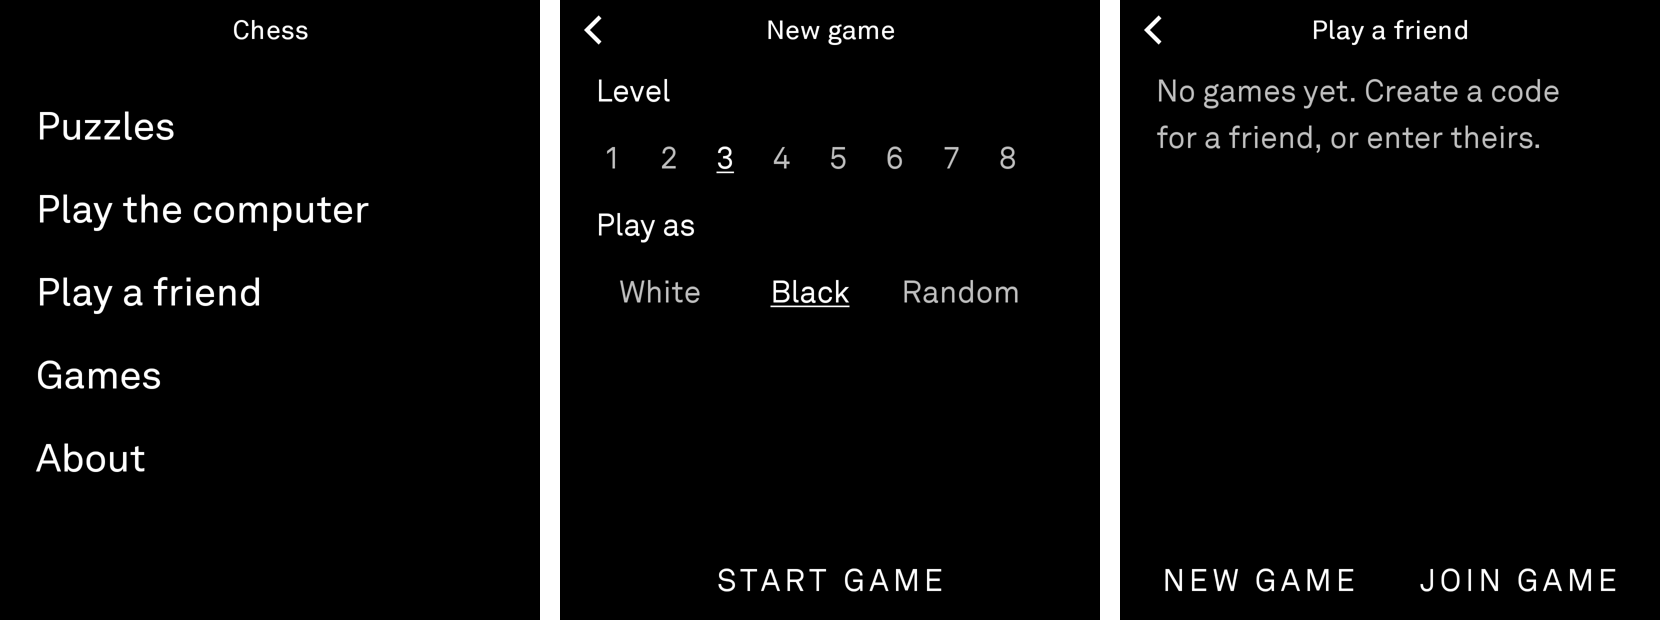 Chess
Puzzles
Play the computer
Play a friend
Games
About
New game
Level
1 2 3 4 5 6 7 8
Play as
White Black Random
START GAME
Play a friend
No games yet. Create a code
for a friend, or enter theirs.
NEW GAME JOIN GAME